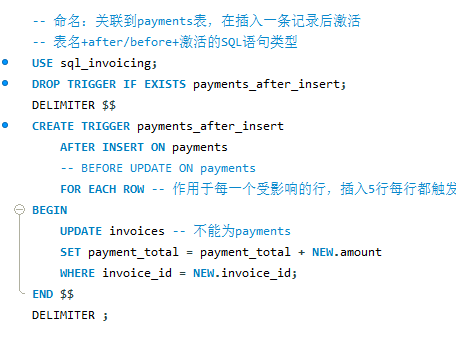 -- 命名：关联到payments表，在插入一条记录后激活
-- 表名+after/before+激活的SQL语句类型
USE sql_invoicing;
DROP TRIGGER IF EXISTS payments_after_insert;
DELIMITER $$
CREATE TRIGGER payments_after_insert
AFTER INSERT ON payments
-- BEFORE UPDATE ON payments
FOR EACH ROW -- 作用于每一个受影响的行，插入5行每行都触发
BEGIN
UPDATE invoices -- 不能为payments
SET payment_total = payment_total + NEW.amount
WHERE invoice_id = NEW.invoice_id;
END $$
DELIMITER ;